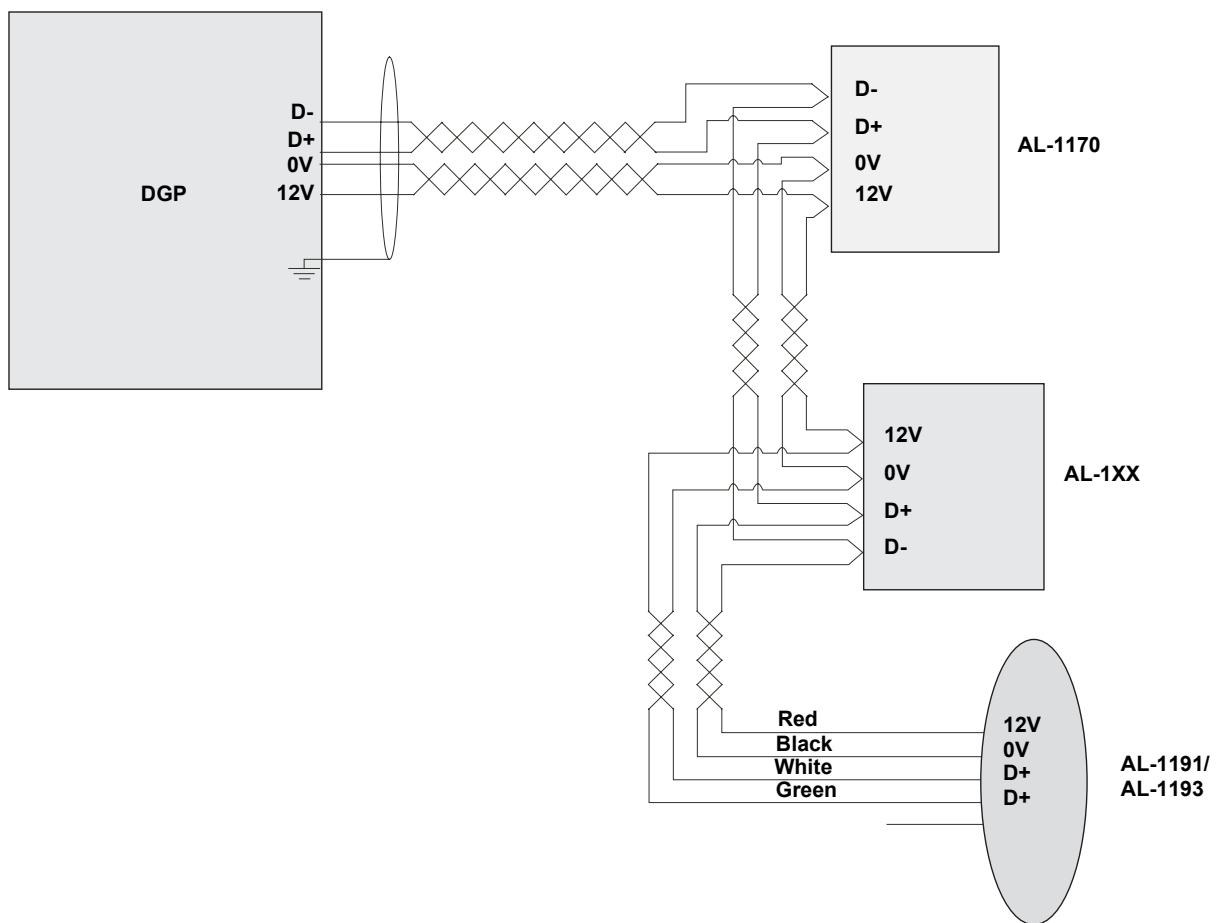 DGP
D-
D+
0V
12V
D-
D+
0V
12V
AL-1170
12V
0V
D+
D-
AL-1XX
Red
Black
White
Green
12V
0V
D+
D+
AL-1191/
AL-1193